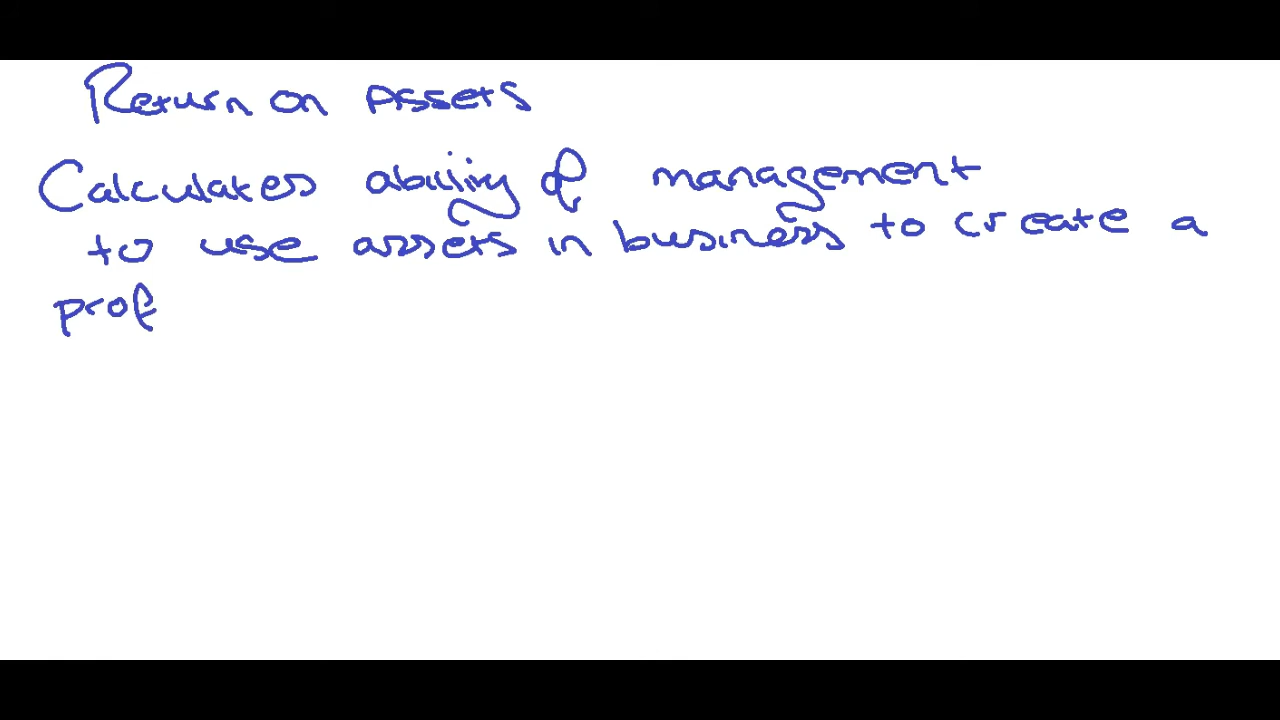 Return on Assets
Calculates ability of management
to use assets in business to create a
prof